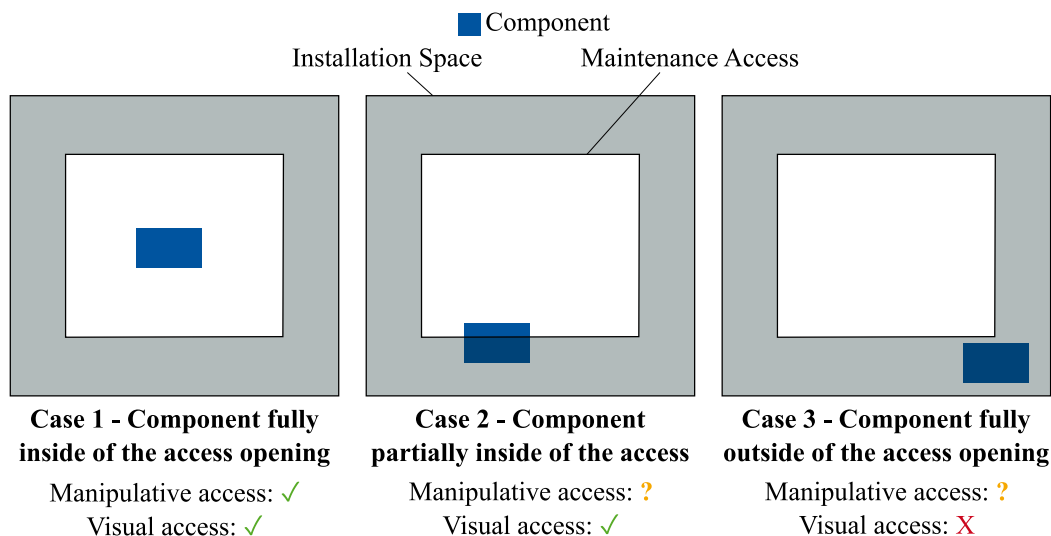 Component
Installation Space
Maintenance Access
Case 1 - Component fully
inside of the access opening
Manipulative access: ✓
Visual access: ✓
Case 2 - Component
partially inside of the access
Manipulative access: ?
Visual access: ✓
Case 3 - Component fully
outside of the access opening
Manipulative access: ?
Visual access: X